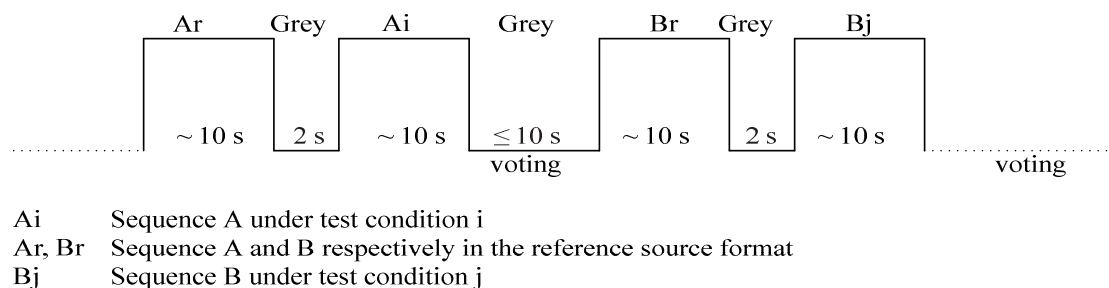 Ar Grey Ai Grey Br Grey Bj
~ 10 s 2 s ~ 10 s ≤ 10 s ~ 10 s 2 s ~ 10 s
voting voting
Ai Sequence A under test condition i
Ar, Br Sequence A and B respectively in the reference source format
Bj Sequence B under test condition j